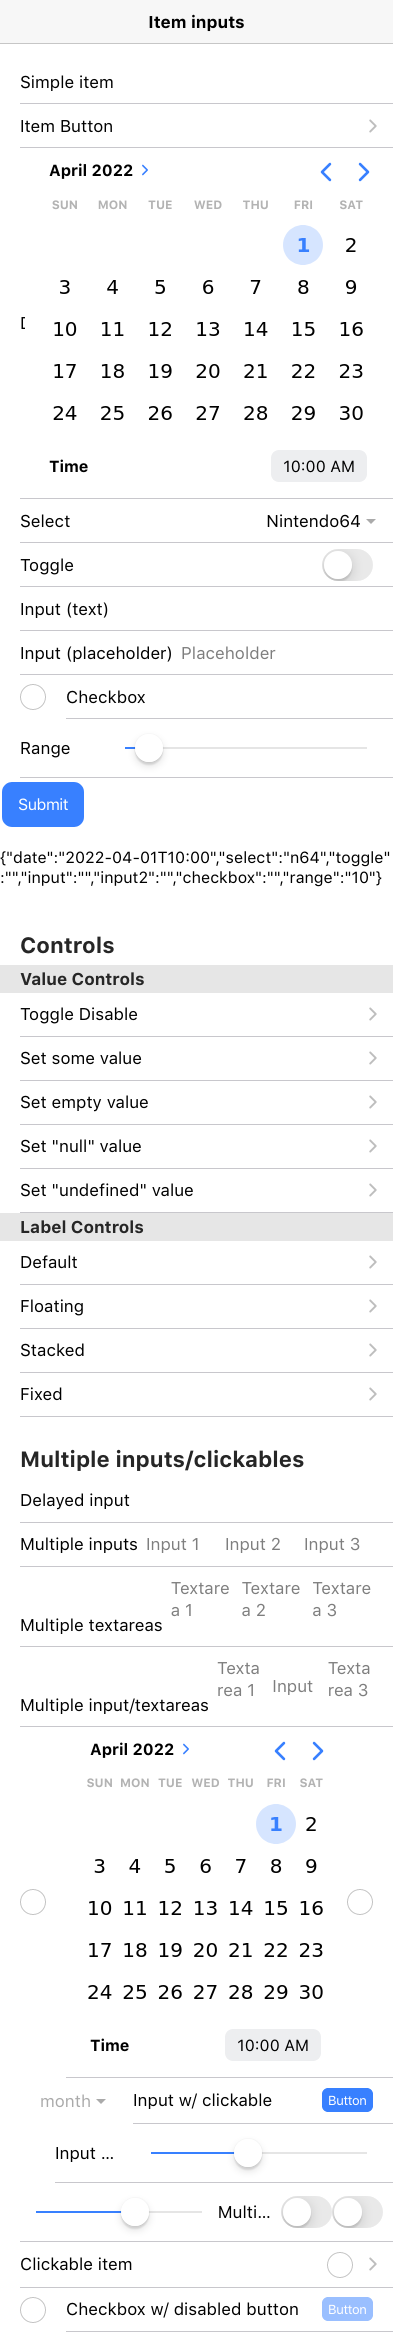 Item inputs
Simple item
Item Button
April 2022
SUN MON TUE WED THU FRI SAT
1 2
3 4 5 6 7 8 9
10 11 12 13 14 15 16
17 18 19 20 21 22 23
24 25 26 27 28 29 30
Time 10:00 AM
Select Nintendo64
Toggle
Input (text)
Input (placeholder) Placeholder
Checkbox
Range
Submit
{"date":"2022-04-01T10:00","select":"n64","toggle"
:"","input":"","input2":"","checkbox":"","range":"10"}
Controls
Value Controls
Toggle Disable
Set some value
Set empty value
Set "null" value
Set "undefined" value
Label Controls
Default
Floating
Stacked
Fixed
Multiple inputs/clickables
Delayed input
Multiple inputs Input 1 Input 2 Input 3
Textare Textare Textare
a 1 a 2 a 3
Multiple textareas
Texta Texta
rea 1 Input rea 3
Multiple input/textareas
April 2022
SUN MON TUE WED THU FRI SAT
1 2
3 4 5 6 7 8 9
10 11 12 13 14 15 16
17 18 19 20 21 22 23
24 25 26 27 28 29 30
Time 10:00 AM
month Input w/ clickable Button
Input ...
Multi...
Clickable item
Checkbox w/ disabled button Button